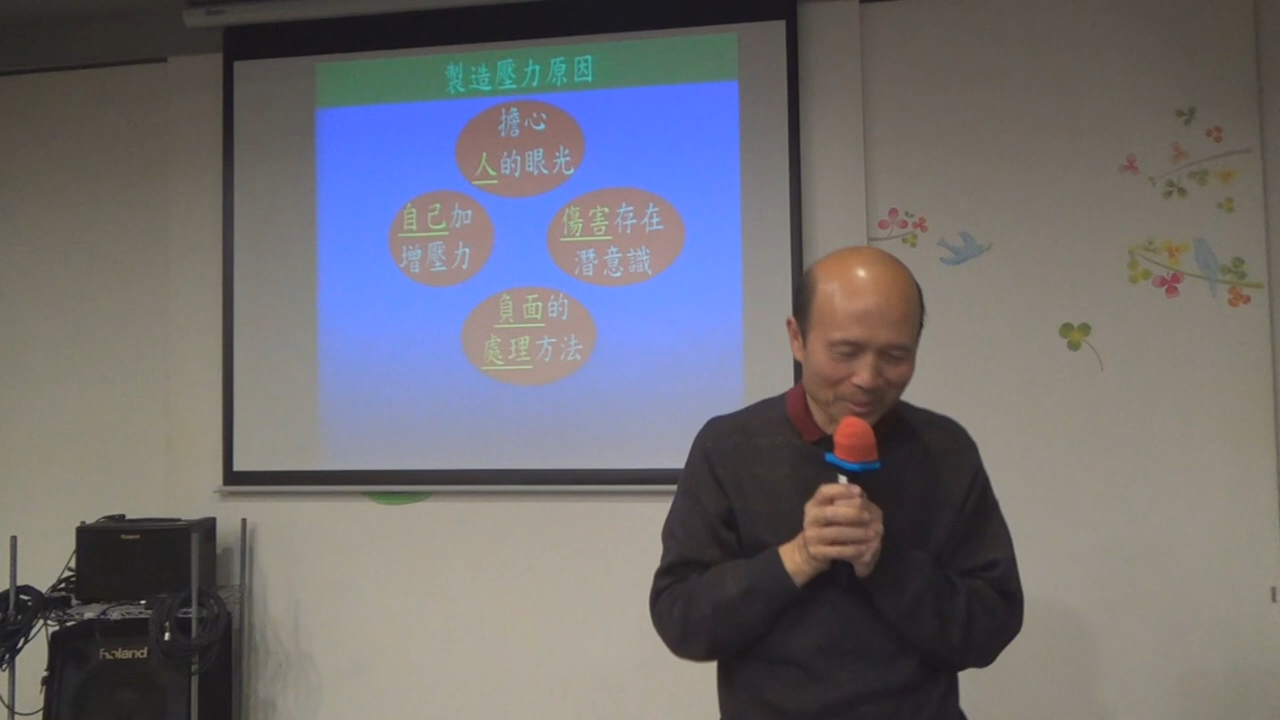 製造壓力原因
擔心
人的眼光
自己加
增壓力
傷害存在
潛意識
負面的
處理方法
Roland
Roland